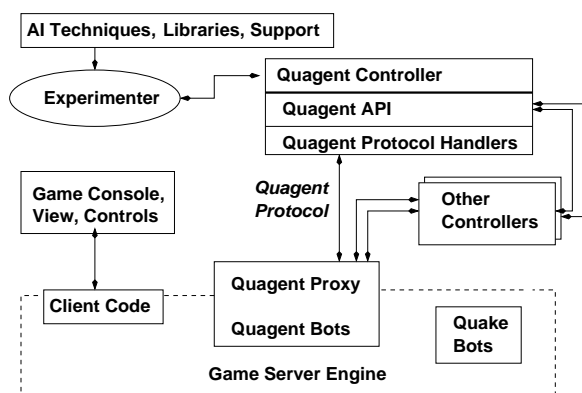 AI Techniques, Libraries, Support
Experimenter
Quagent Controller
Quagent API
Quagent Protocol Handlers
Game Console,
View, Controls
Quagent
Protocol
Other
Controllers
Client Code
Quagent Proxy
Quagent Bots
Quake
Bots
Game Server Engine